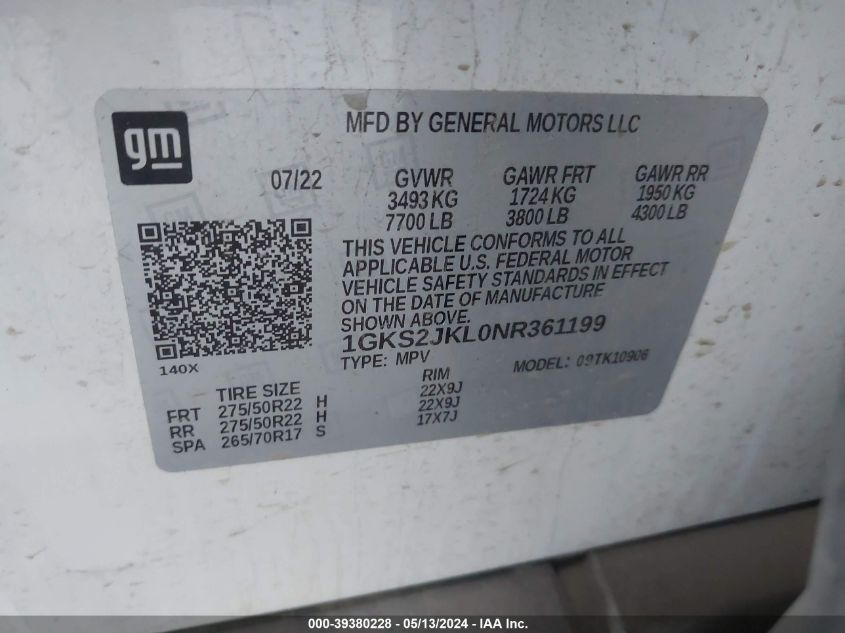 gm
MFD BY GENERAL MOTORS LLC
07/22 GVWR GAWR FRT GAWR RR
3493 KG 1724 KG 1950 KG
7700 LB 3800 LB 4300 LB
THIS VEHICLE CONFORMS TO ALL
APPLICABLE U.S. FEDERAL MOTOR
VEHICLE SAFETY STANDARDS IN EFFECT
ON THE DATE OF MANUFACTURE
SHOWN ABOVE.
1GKS2JKL0NR361199
140X
TYPE: MPV MODEL: 09TK10906
TIRE SIZE RIM
FRT 275/50R22 H 22X9J
RR 275/50R22 H 22X9J
SPA 265/70R17 S 17X7J
000-39380228 - 05/13/2024 - IAA Inc.